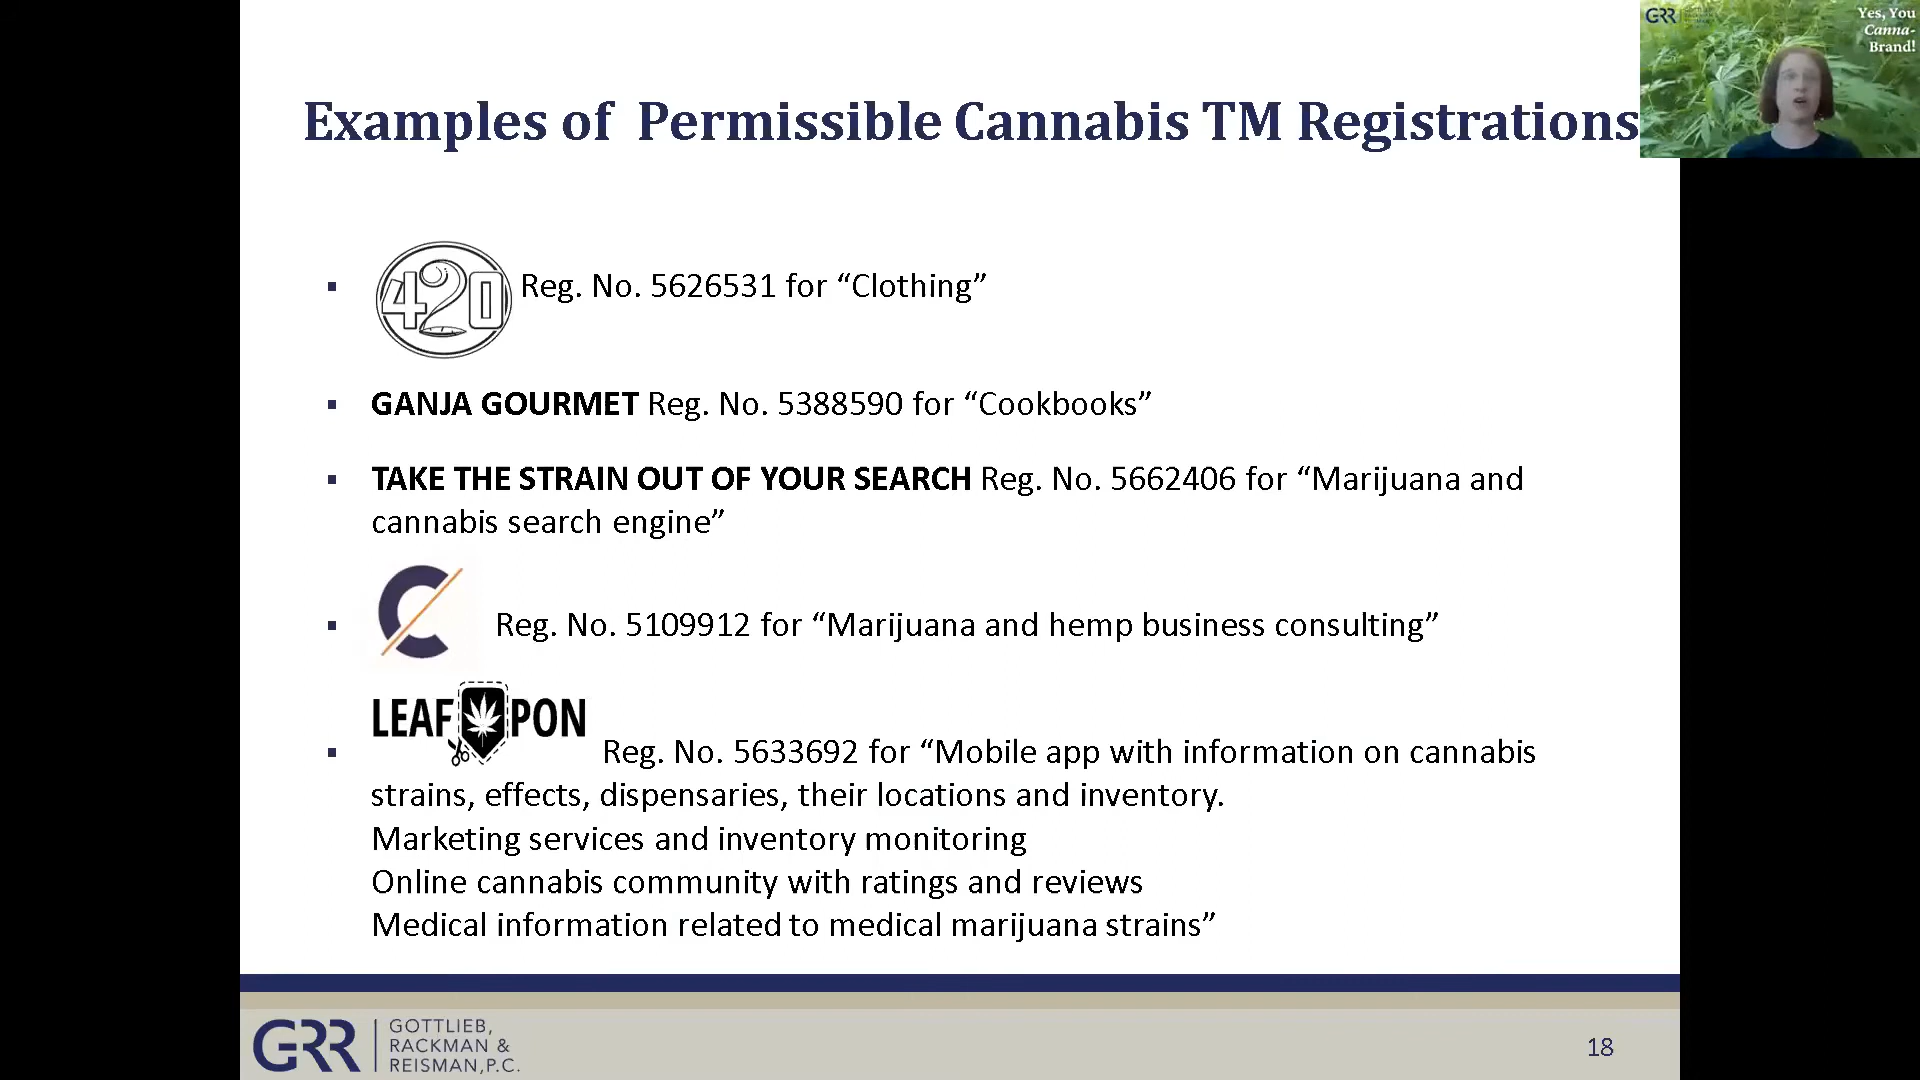 GRR
Yes, You
Canna-
Brand!
Examples of Permissible Cannabis TM Registrations
▪ 420 Reg. No. 5626531 for “Clothing”
▪ GANJA GOURMET Reg. No. 5388590 for “Cookbooks”
▪ TAKE THE STRAIN OUT OF YOUR SEARCH Reg. No. 5662406 for “Marijuana and
cannabis search engine”
▪ C Reg. No. 5109912 for “Marijuana and hemp business consulting”
LEAF PON
▪ Reg. No. 5633692 for “Mobile app with information on cannabis
strains, effects, dispensaries, their locations and inventory.
Marketing services and inventory monitoring
Online cannabis community with ratings and reviews
Medical information related to medical marijuana strains”
GRR
GOTTLIEB,
RACKMAN &
REISMAN, P.C.
18